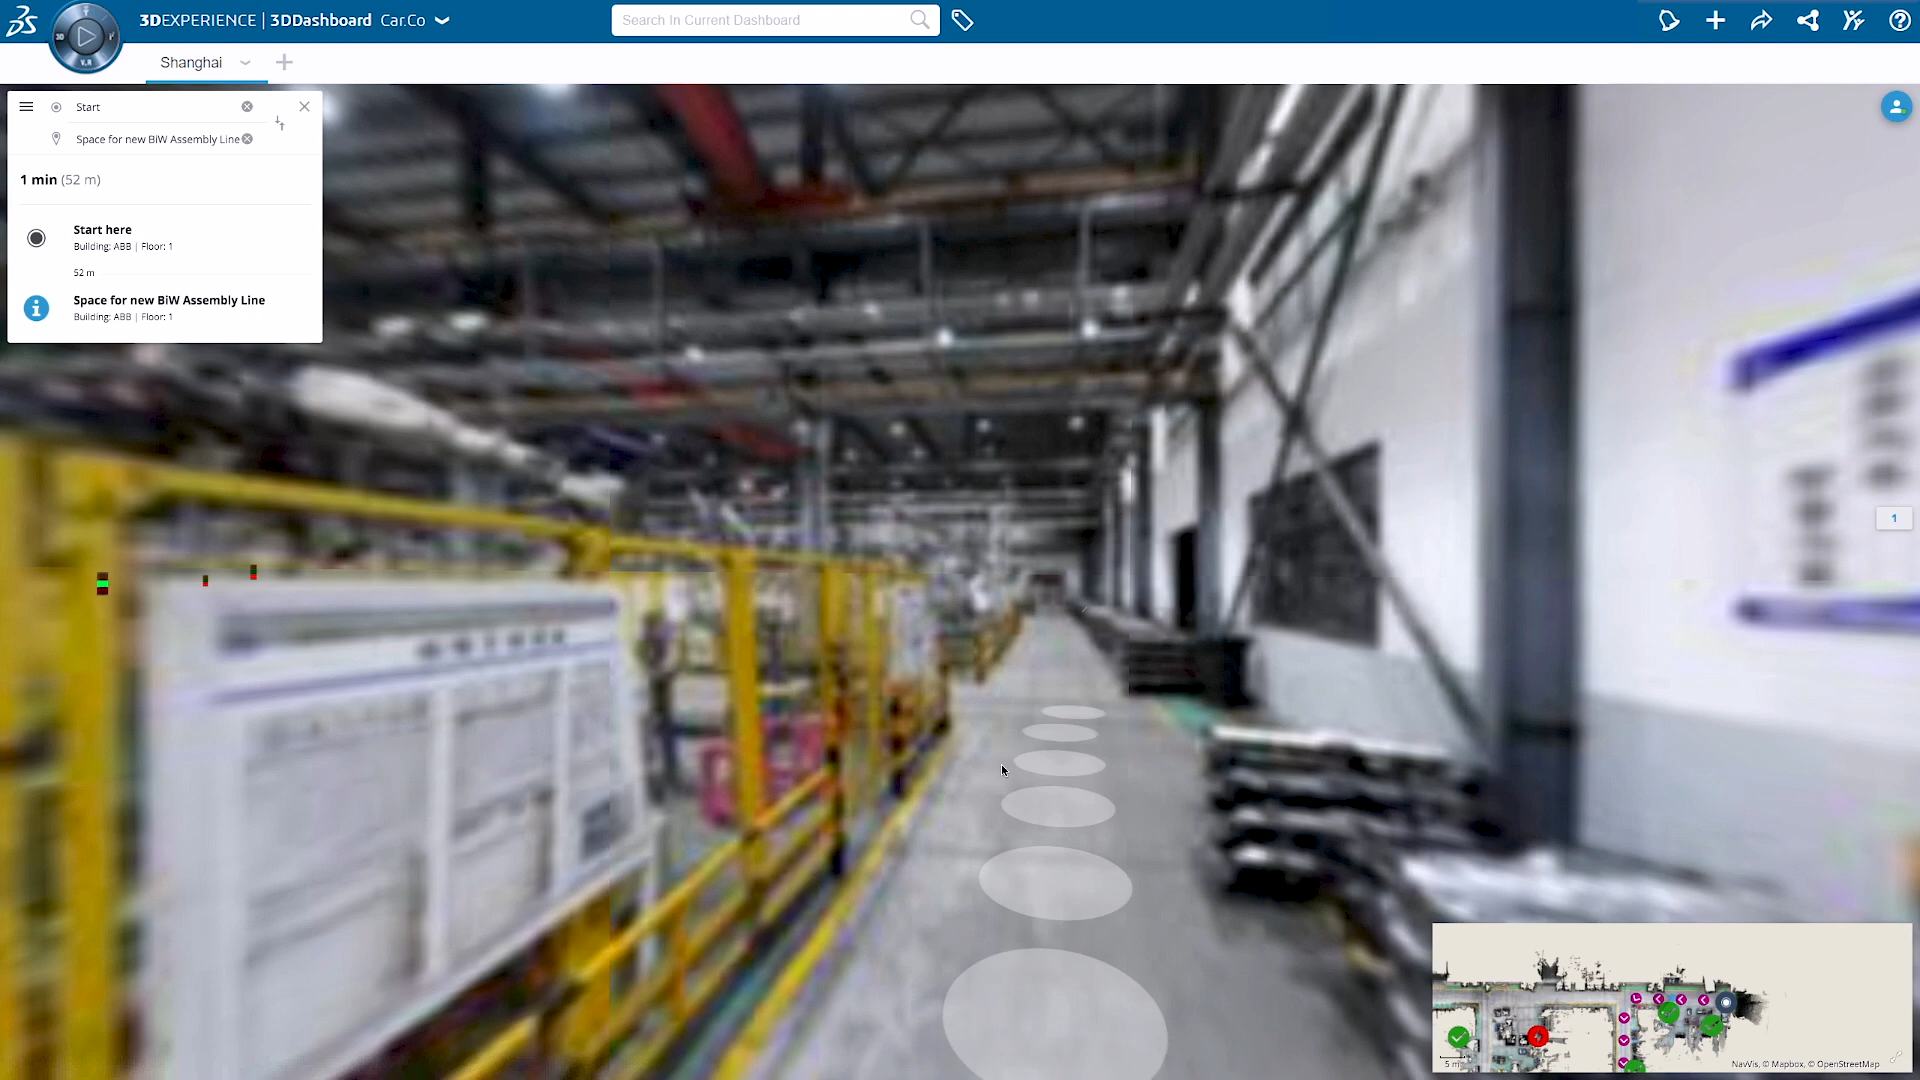 3DEXPERIENCE | 3DDashboard Car.Co
Search In Current Dashboard
3D
V.R
Shanghai
Start
Space for new BiW Assembly Line
1 min (52 m)
Start here
Building: ABB | Floor: 1
52 m
Space for new BiW Assembly Line
Building: ABB | Floor: 1
1
5 m
NavVis, © Mapbox, © OpenStreetMap